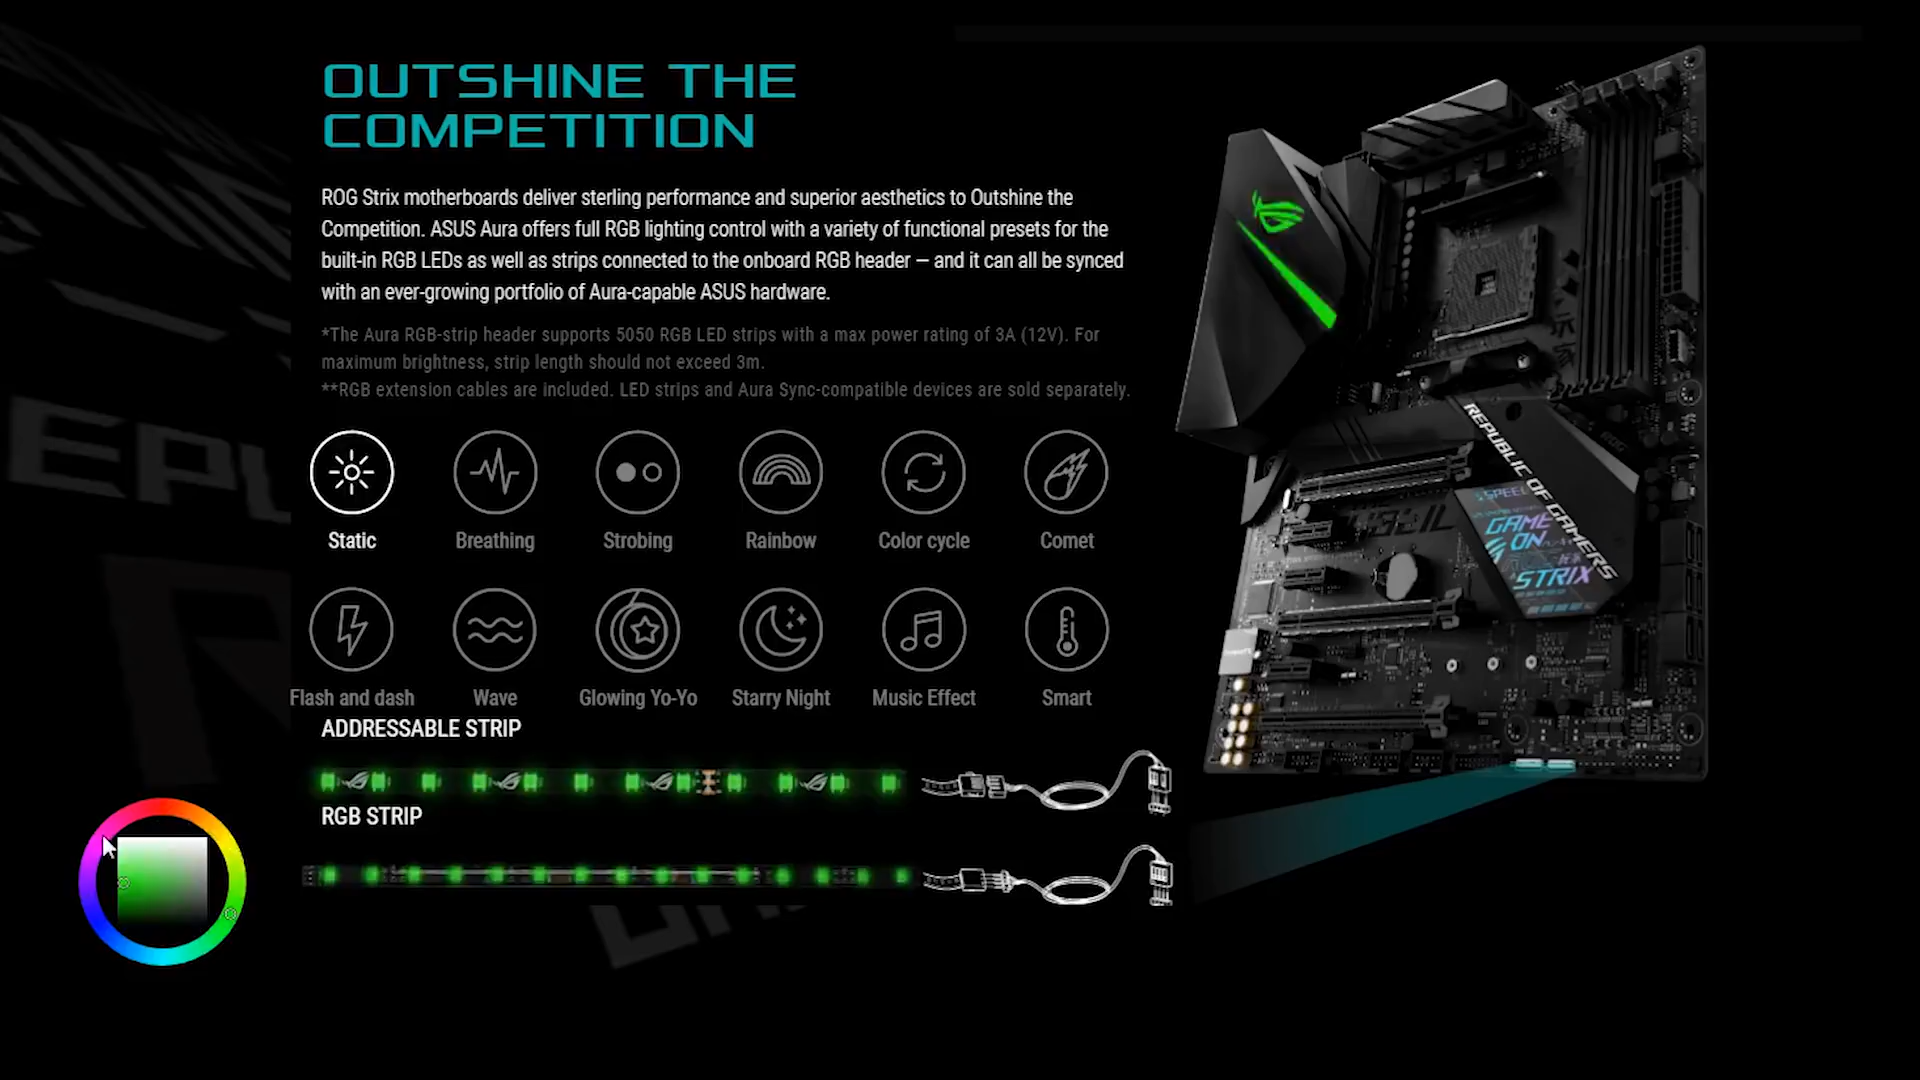 OUTSHINE THE
COMPETITION
ROG Strix motherboards deliver sterling performance and superior aesthetics to Outshine the
Competition. ASUS Aura offers full RGB lighting control with a variety of functional presets for the
built-in RGB LEDs as well as strips connected to the onboard RGB header — and it can all be synced
with an ever-growing portfolio of Aura-capable ASUS hardware.
*The Aura RGB-strip header supports 5050 RGB LED strips with a max power rating of 3A (12V). For
maximum brightness, strip length should not exceed 3m.
**RGB extension cables are included. LED strips and Aura Sync-compatible devices are sold separately.
Static
Breathing
Strobing
Rainbow
Color cycle
Comet
Flash and dash
Wave
Glowing Yo-Yo
Starry Night
Music Effect
Smart
ADDRESSABLE STRIP
RGB STRIP
REPUBLIC OF GAMERS
GAME
ON
STRIX